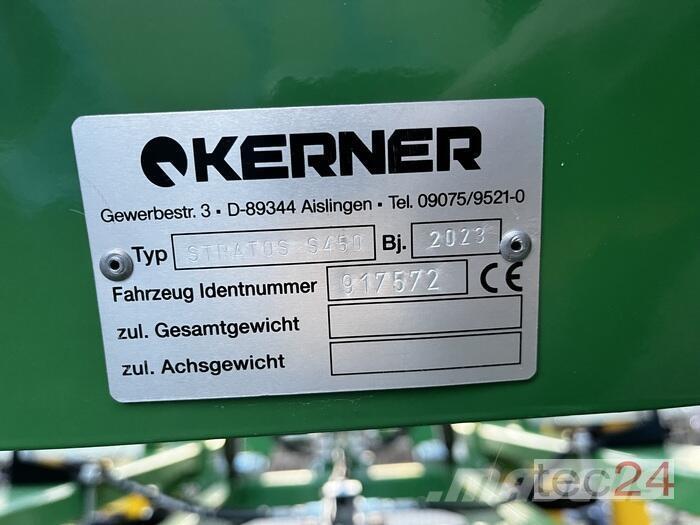 KERNER
Gewerbestr. 3 • D-89344 Aislingen • Tel. 09075/9521-0
Typ STRATOS S450 Bj. 2023
Fahrzeug Identnummer 917572 CE
zul. Gesamtgewicht
zul. Achsgewicht
tec24